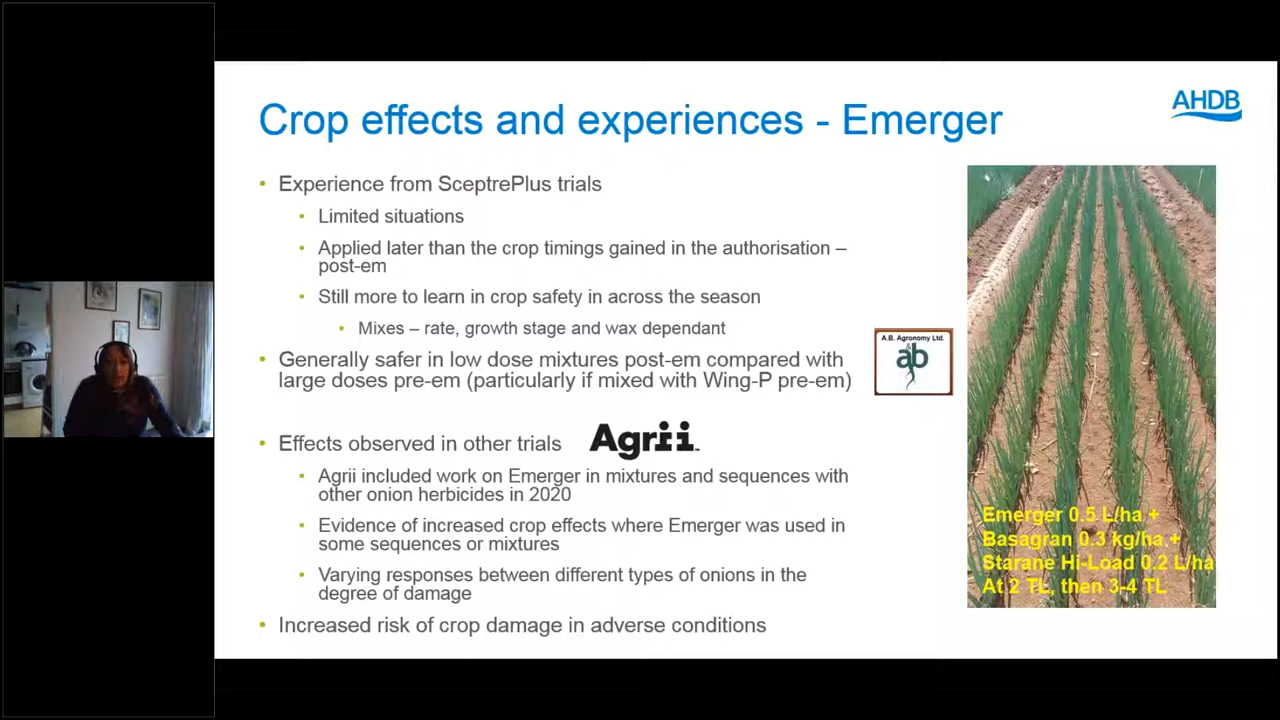 Crop effects and experiences - Emerger
AHDB
• Experience from SceptrePlus trials
• Limited situations
• Applied later than the crop timings gained in the authorisation –
post-em
• Still more to learn in crop safety in across the season
• Mixes – rate, growth stage and wax dependant
• Generally safer in low dose mixtures post-em compared with
large doses pre-em (particularly if mixed with Wing-P pre-em)
A.B. Agronomy Ltd.
a&b
• Effects observed in other trials
Agrii™
• Agrii included work on Emerger in mixtures and sequences with
other onion herbicides in 2020
• Evidence of increased crop effects where Emerger was used in
some sequences or mixtures
• Varying responses between different types of onions in the
degree of damage
• Increased risk of crop damage in adverse conditions
Emerger 0.5 L/ha +
Basagran 0.3 kg/ha +
Starane Hi-Load 0.2 L/ha
At 2 TL, then 3-4 TL